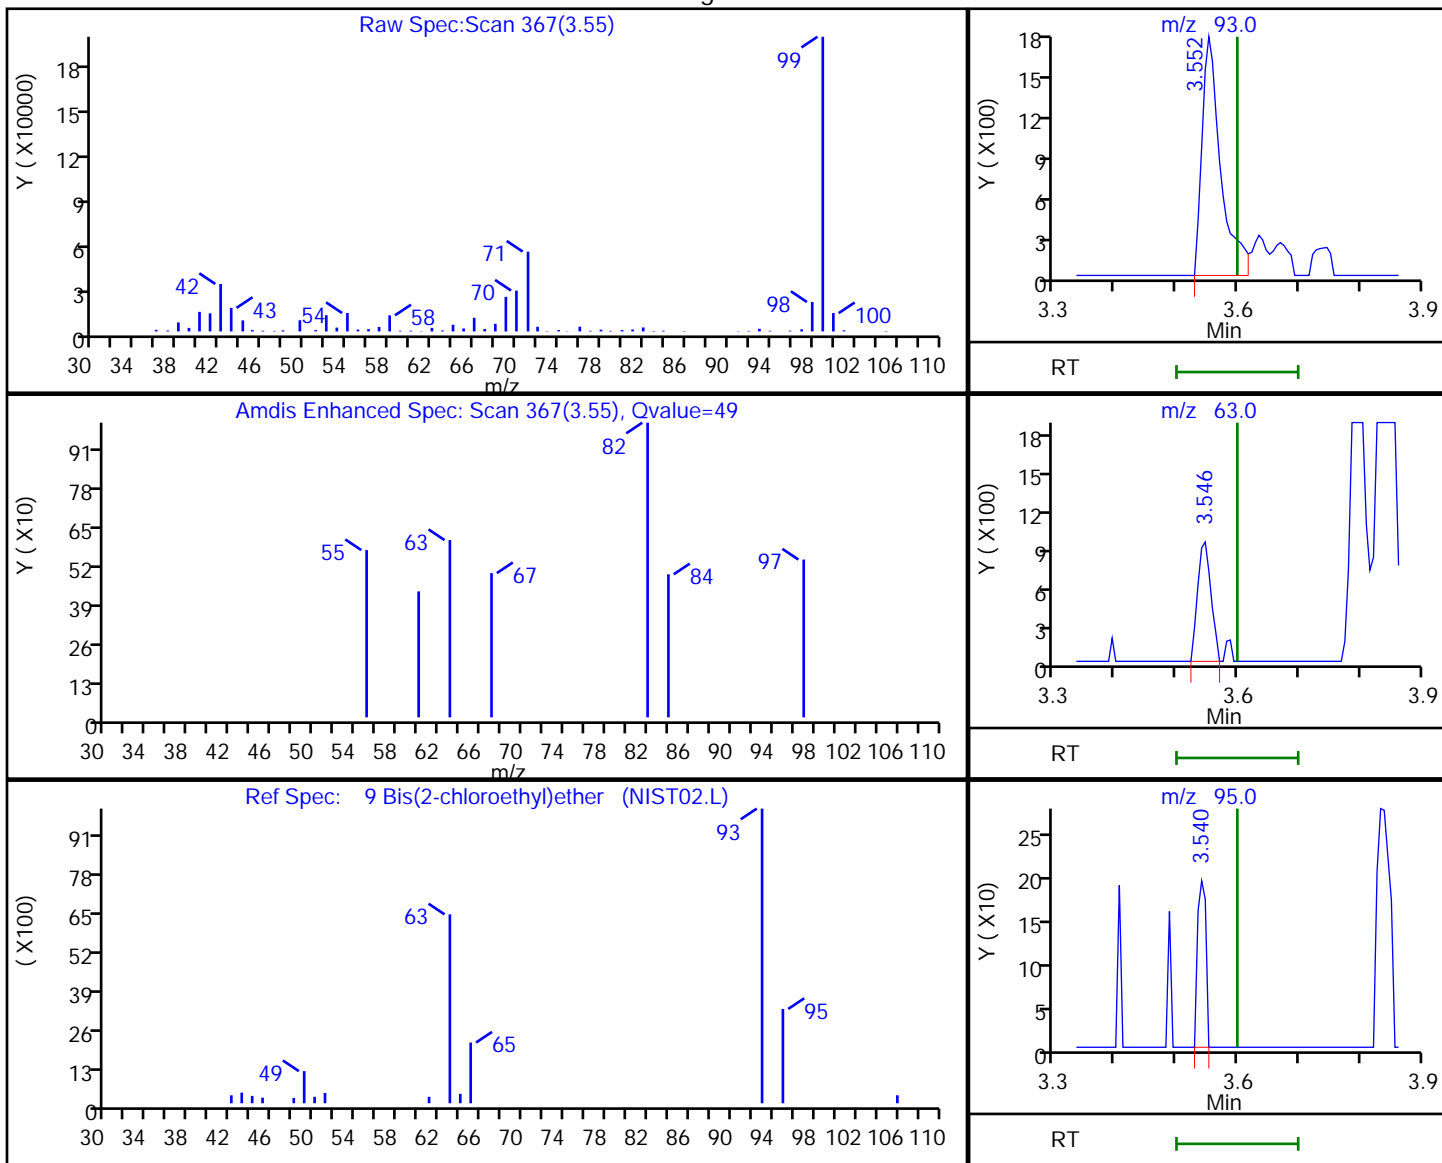 Raw Spec:Scan 367(3.55)
Y ( X10000)
18
15
12
9
6
3
0
99
71
42
43
54
58
70
98
100
30 34 38 42 46 50 54 58 62 66 70 74 78 82 86 90 94 98 102 106 110
m/z
m/z 93.0
Y ( X100)
18
15
12
9
6
3
0
3.552
3.3 3.6 3.9
Min
RT
Amdis Enhanced Spec: Scan 367(3.55), Qvalue=49
Y ( X10)
91
78
65
52
39
26
13
0
82
55
63
67
84
97
30 34 38 42 46 50 54 58 62 66 70 74 78 82 86 90 94 98 102 106 110
m/z
m/z 63.0
Y ( X100)
18
15
12
9
6
3
0
3.546
3.3 3.6 3.9
Min
RT
Ref Spec: 9 Bis(2-chloroethyl)ether (NIST02.L)
( X100)
91
78
65
52
39
26
13
0
93
63
95
65
49
30 34 38 42 46 50 54 58 62 66 70 74 78 82 86 90 94 98 102 106 110
m/z 95.0
Y ( X10)
25
20
15
10
5
0
3.540
3.3 3.6 3.9
Min
RT